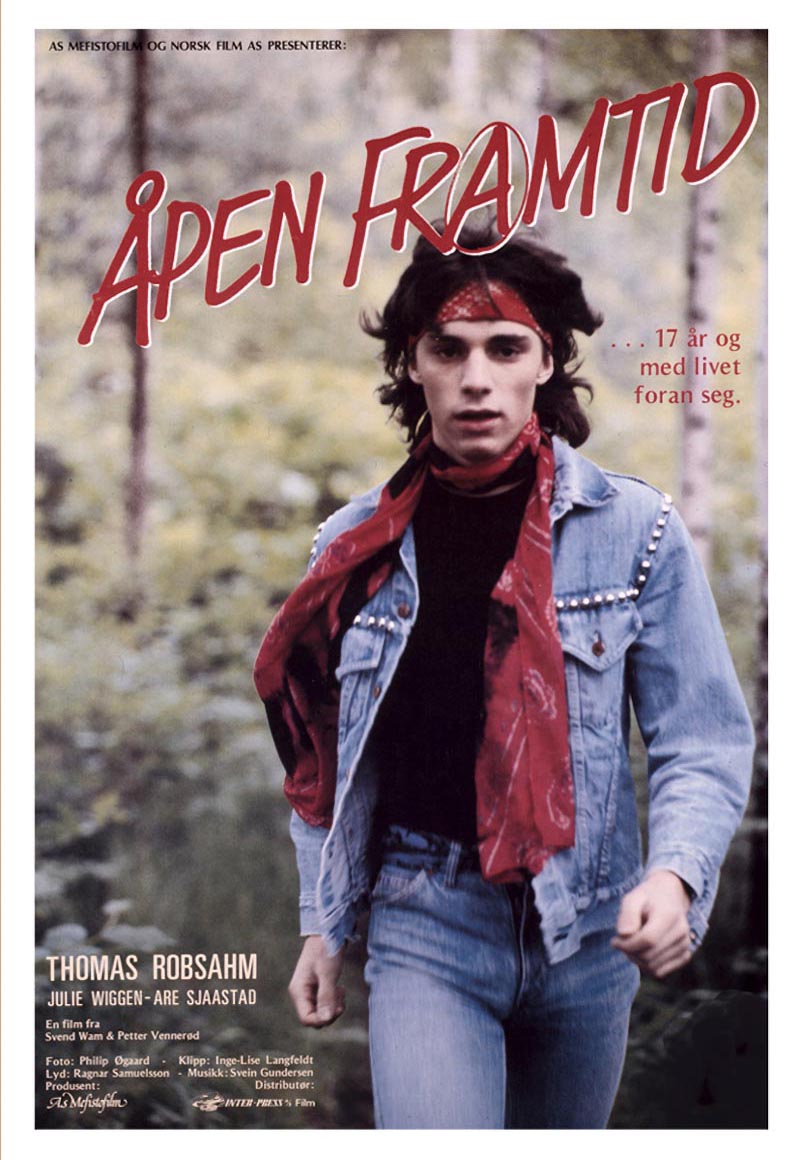 AS MEFISTOFILM OG NORSK FILM AS PRESENTERER:
ÅPEN FRAMTID
. . . 17 år og
med livet
foran seg.
THOMAS ROBSAHM
JULIE WIGGEN - ARE SJAASTAD
En film fra
Svend Wam & Petter Vennerød
Foto: Philip Øgaard - Klipp: Inge-Lise Langfeldt
Lyd: Ragnar Samuelsson - Musikk: Svein Gundersen
Produsent: Distributør:
As Mefistofilm INTER-PRESS % Film